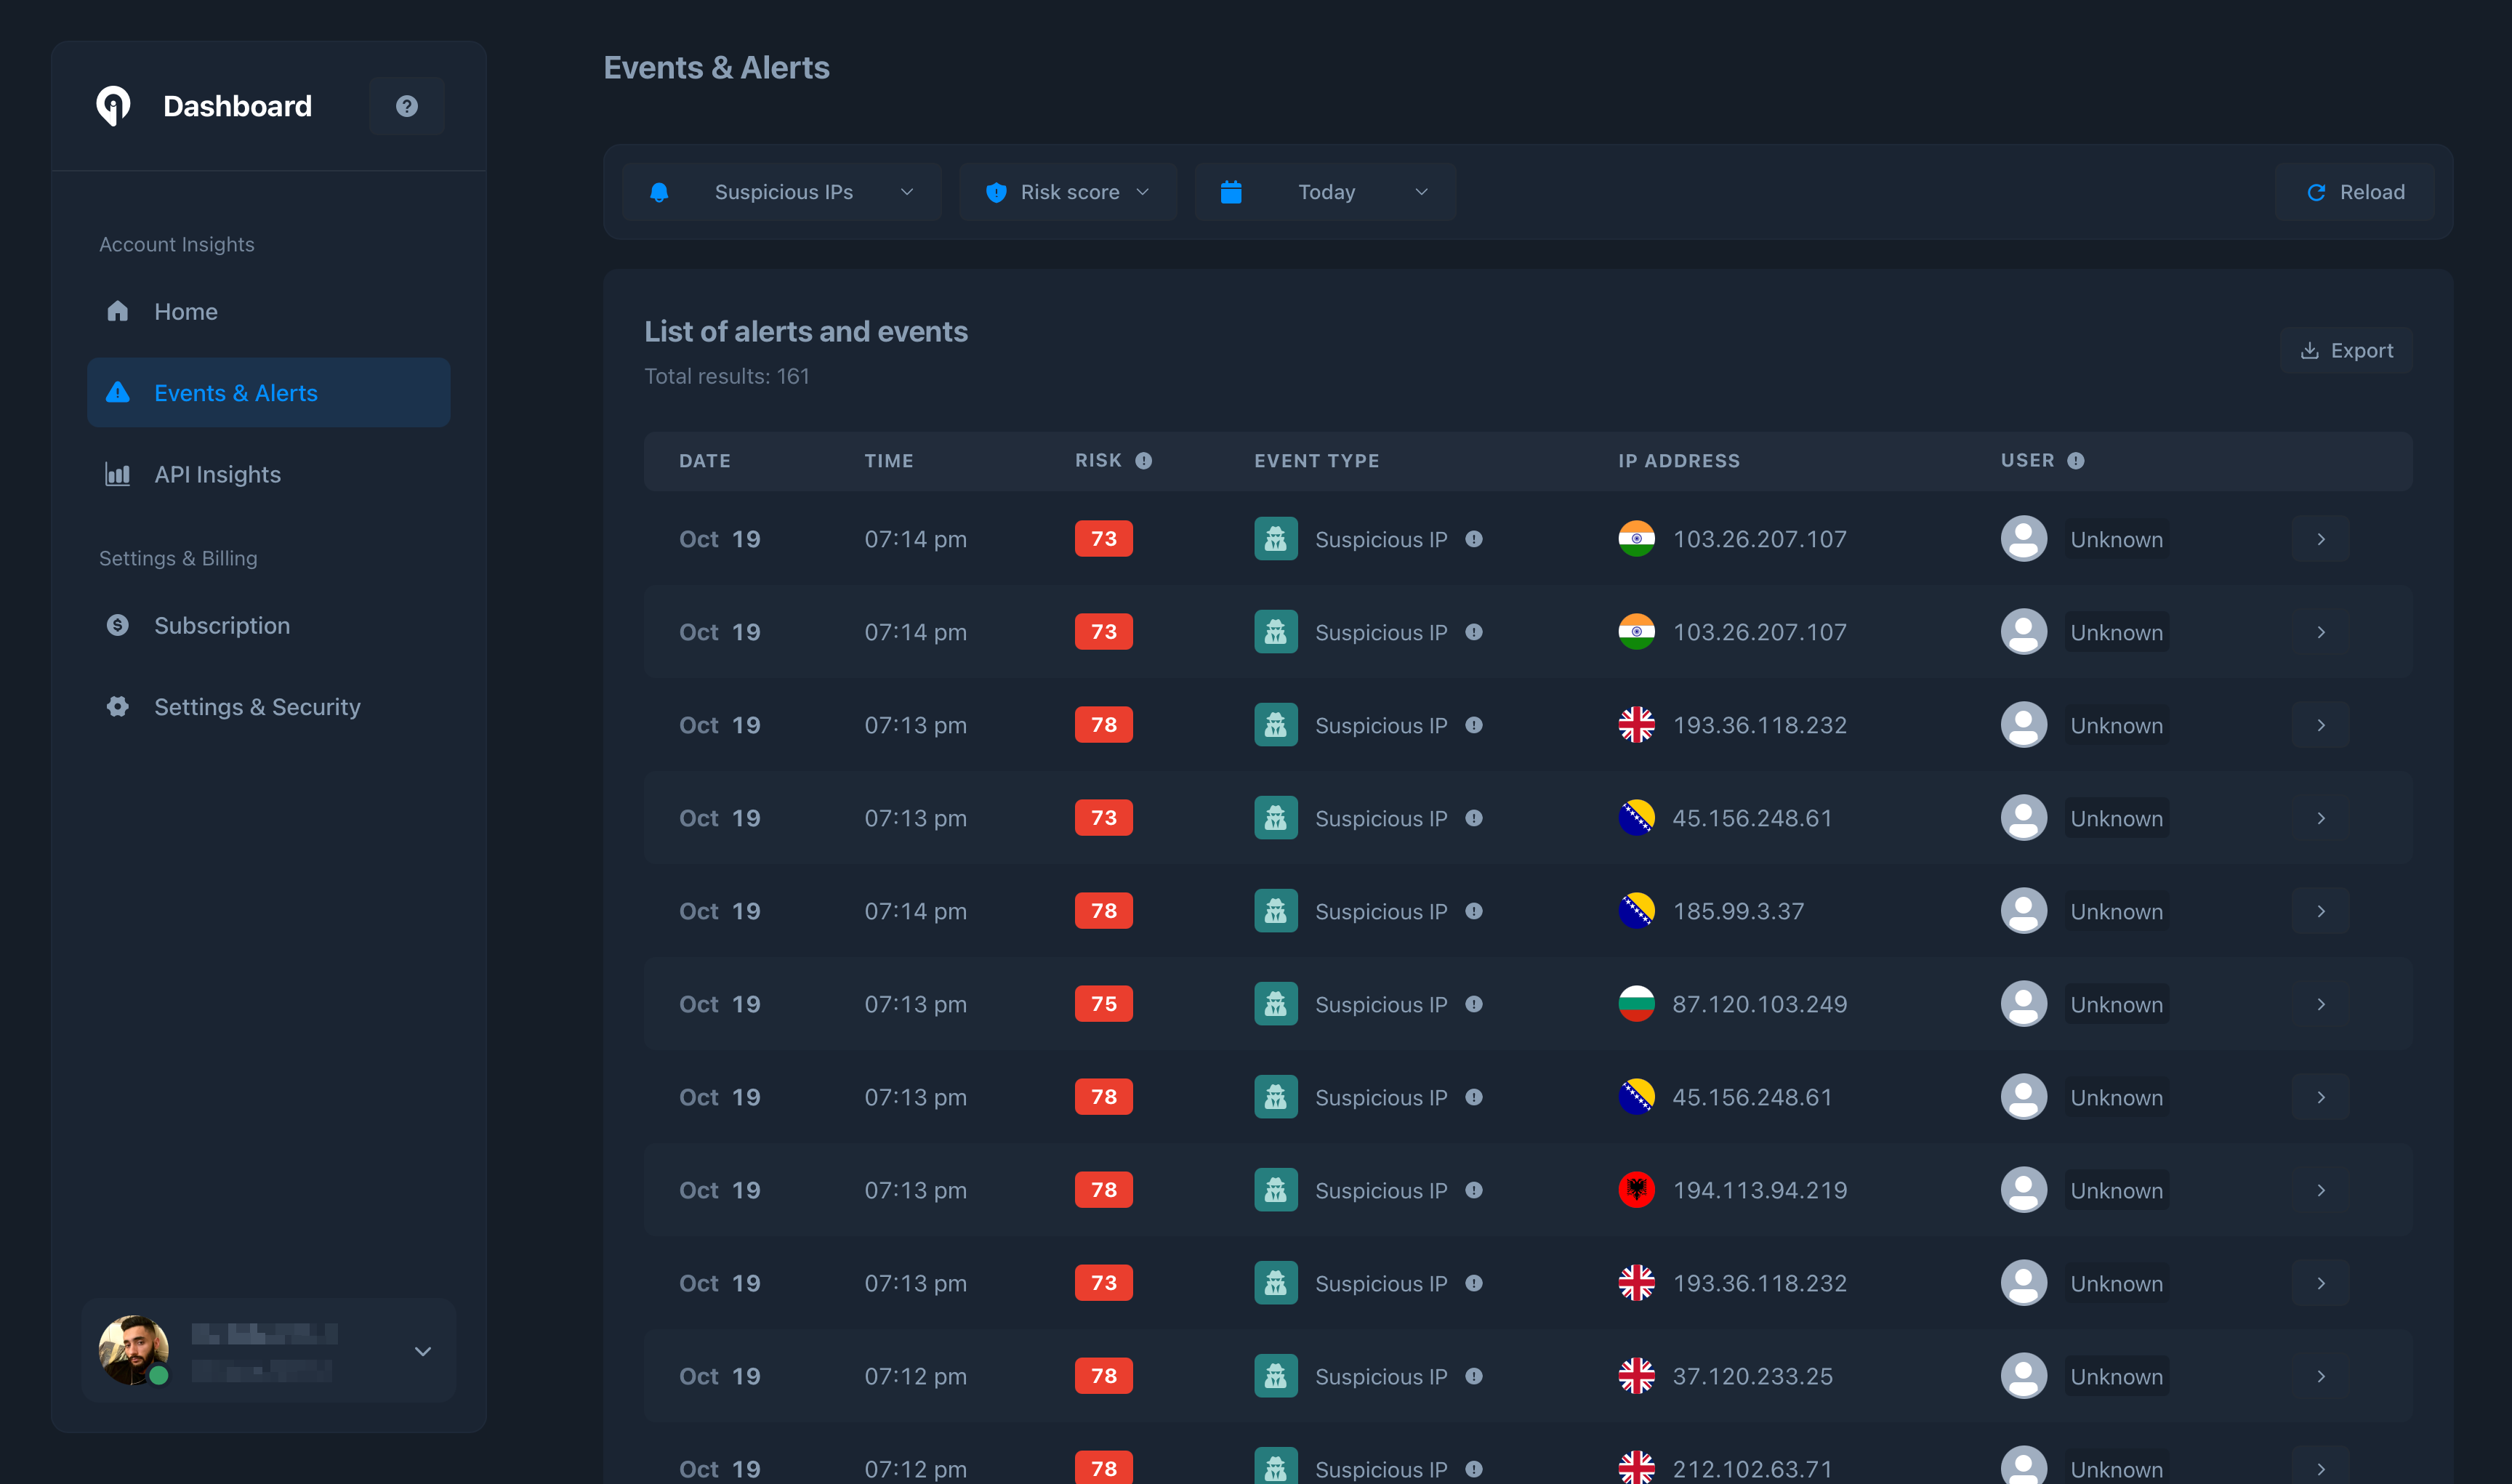 Dashboard
Account Insights
Home
Events & Alerts
API Insights
Settings & Billing
Subscription
Settings & Security
Events & Alerts
Suspicious IPs Risk score Today Reload
List of alerts and events
Total results: 161
Export
DATE TIME RISK EVENT TYPE IP ADDRESS USER
Oct 19 07:14 pm 73 Suspicious IP 103.26.207.107 Unknown
Oct 19 07:14 pm 73 Suspicious IP 103.26.207.107 Unknown
Oct 19 07:13 pm 78 Suspicious IP 193.36.118.232 Unknown
Oct 19 07:13 pm 73 Suspicious IP 45.156.248.61 Unknown
Oct 19 07:14 pm 78 Suspicious IP 185.99.3.37 Unknown
Oct 19 07:13 pm 75 Suspicious IP 87.120.103.249 Unknown
Oct 19 07:13 pm 78 Suspicious IP 45.156.248.61 Unknown
Oct 19 07:13 pm 78 Suspicious IP 194.113.94.219 Unknown
Oct 19 07:13 pm 73 Suspicious IP 193.36.118.232 Unknown
Oct 19 07:12 pm 78 Suspicious IP 37.120.233.25 Unknown
Oct 19 07:12 pm 78 Suspicious IP 212.102.63.71 Unknown